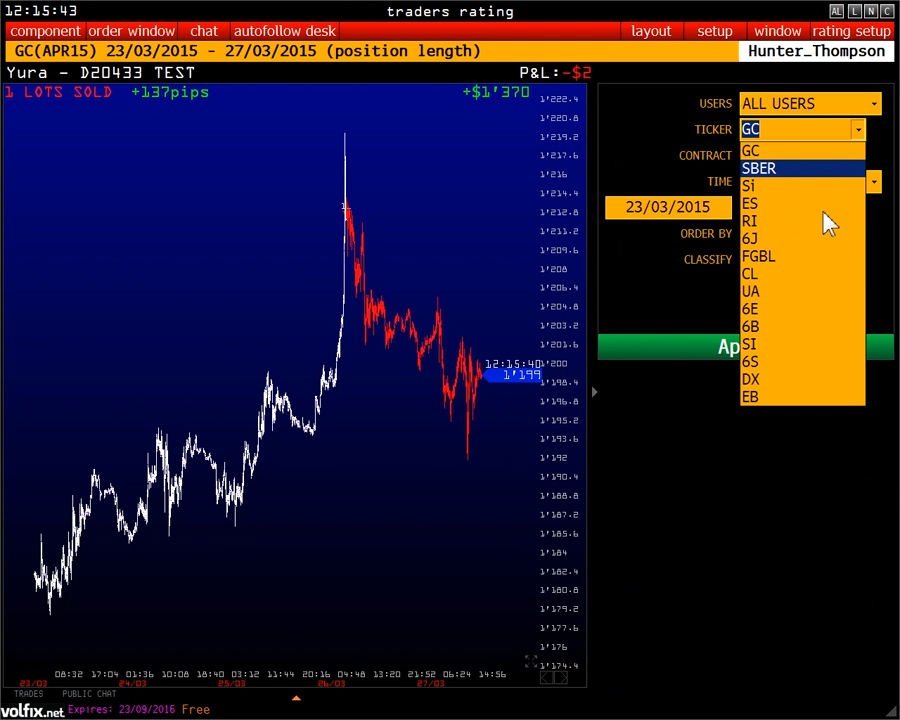 12:15:43
traders rating
AL L N C
component order window chat autofollow desk layout setup window rating setup
GC(APR15) 23/03/2015 - 27/03/2015 (position length)
Hunter_Thompson
Yura - D20433 TEST
P&L:-$2
1 LOTS SOLD +137pips +$1'370
USERS ALL USERS
TICKER GC
CONTRACT
TIME
23/03/2015
ORDER BY
CLASSIFY
GC
SBER
Si
ES
RI
6J
FGBL
CL
UA
6E
6B
SI
6S
DX
EB
Ap
1'222.4
1'220.8
1'219.2
1'217.6
1'216
1'214.4
1'212.8
1'211.2
1'209.6
1'208
1'206.4
1'204.8
1'203.2
1'201.6
12:15:40
1'200
1'199
1'198.4
1'196.8
1'195.2
1'193.6
1'192
1'190.4
1'188.8
1'187.2
1'185.6
1'184
1'182.4
1'180.8
1'179.2
1'177.6
1'176
1'174.4
08:32 17:04 01:36 10:08 18:40 03:12 11:44 20:16 04:48 13:20 21:52 06:24 14:56
23/03 24/03 25/03 26/03 27/03
TRADES PUBLIC CHAT
volfix.net Expires: 23/09/2016 Free